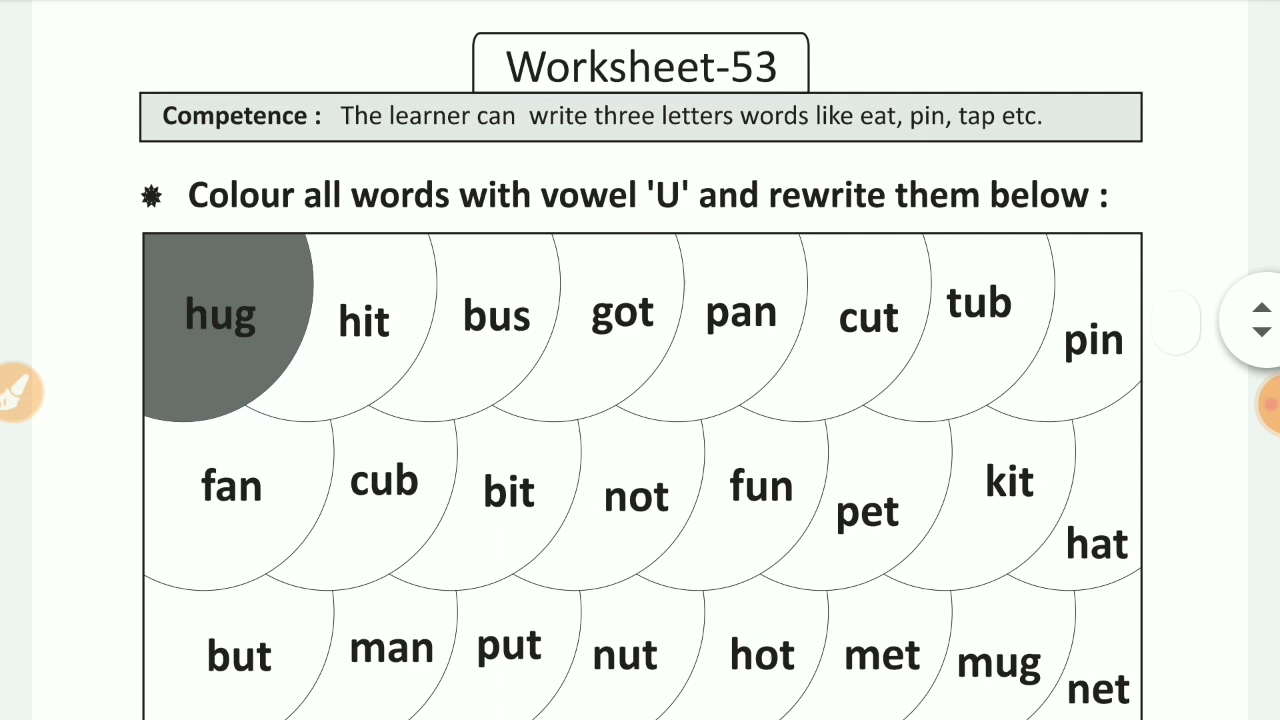 Worksheet-53
Competence : The learner can write three letters words like eat, pin, tap etc.
✸ Colour all words with vowel 'U' and rewrite them below :
hug hit bus got pan cut tub pin
fan cub bit not fun pet kit hat
but man put nut hot met mug net